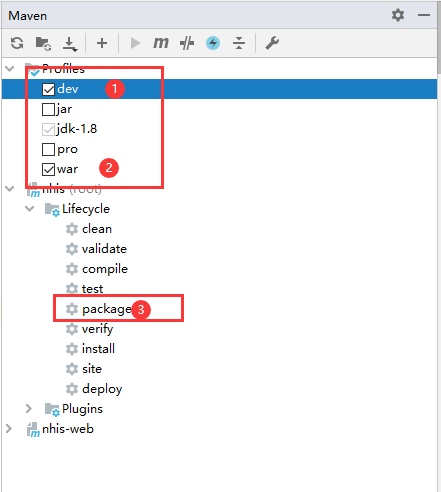 Maven
m
Profiles
dev 1
jar
jdk-1.8
pro
war 2
nhis (root)
Lifecycle
clean
validate
compile
test
package 3
verify
install
site
deploy
Plugins
nhis-web